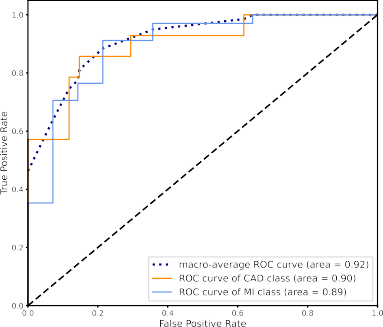 1.0
0.8
0.6
0.4
0.2
0.0
True Positive Rate
macro-average ROC curve (area = 0.92)
ROC curve of CAD class (area = 0.90)
ROC curve of MI class (area = 0.89)
0.0 0.2 0.4 0.6 0.8 1.0
False Positive Rate